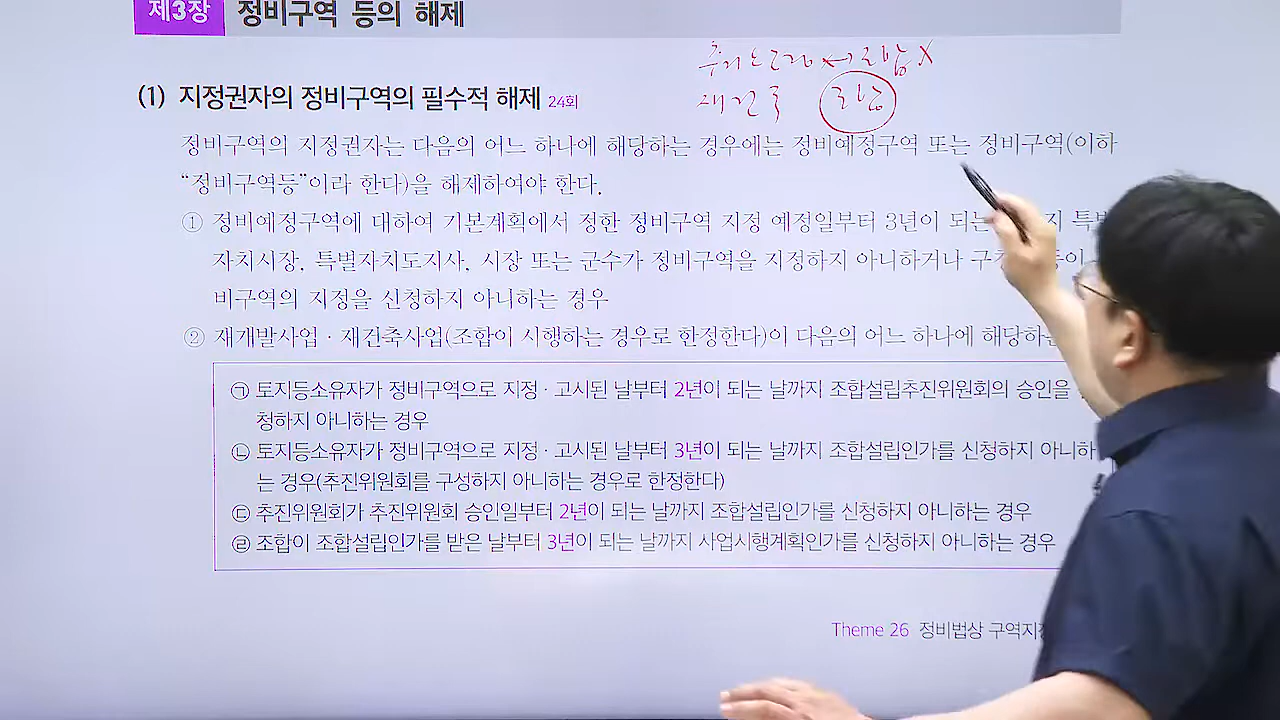 제3장 정비구역 등의 해제
조합 X
재건축 조합
(1) 지정권자의 정비구역의 필수적 해제 24회
정비구역의 지정권자는 다음의 어느 하나에 해당하는 경우에는 정비예정구역 또는 정비구역(이하
“정비구역등”이라 한다)을 해제하여야 한다.
① 정비예정구역에 대하여 기본계획에서 정한 정비구역 지정 예정일부터 3년이 되는
자치시장, 특별자치도지사, 시장 또는 군수가 정비구역을 지정하지 아니하거나
비구역의 지정을 신청하지 아니하는 경우
② 재개발사업 · 재건축사업(조합이 시행하는 경우로 한정한다)이 다음의 어느 하나에
㉠ 토지등소유자가 정비구역으로 지정 · 고시된 날부터 2년이 되는 날까지 조합설립추진위원회의 승인을
청하지 아니하는 경우
㉡ 토지등소유자가 정비구역으로 지정 · 고시된 날부터 3년이 되는 날까지 조합설립인가를 신청하지 아니하
는 경우(추진위원회를 구성하지 아니하는 경우로 한정한다)
㉢ 추진위원회가 추진위원회 승인일부터 2년이 되는 날까지 조합설립인가를 신청하지 아니하는 경우
㉣ 조합이 조합설립인가를 받은 날부터 3년이 되는 날까지 사업시행계획인가를 신청하지 아니하는 경우
Theme 26 정비법상